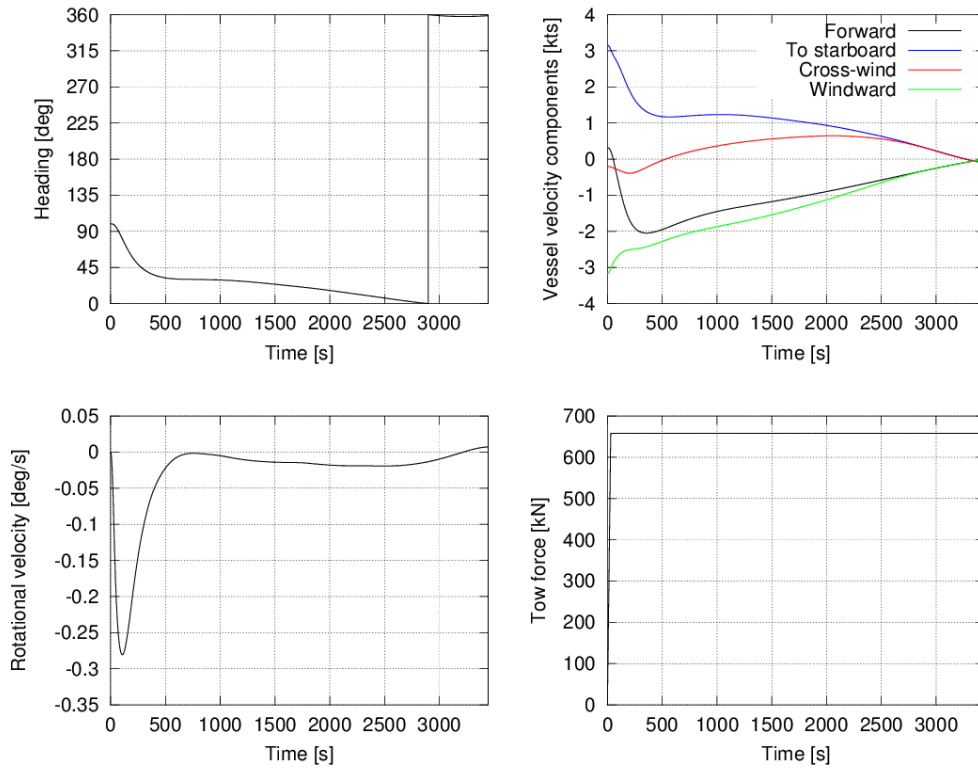 360
315
270
225
180
135
90
45
0
Heading [deg]
0 500 1000 1500 2000 2500 3000
Time [s]
4
3
2
1
0
-1
-2
-3
-4
Vessel velocity components [kts]
Forward
To starboard
Cross-wind
Windward
0 500 1000 1500 2000 2500 3000
Time [s]
0.05
0
-0.05
-0.1
-0.15
-0.2
-0.25
-0.3
-0.35
Rotational velocity [deg/s]
0 500 1000 1500 2000 2500 3000
Time [s]
700
600
500
400
300
200
100
0
Tow force [kN]
0 500 1000 1500 2000 2500 3000
Time [s]